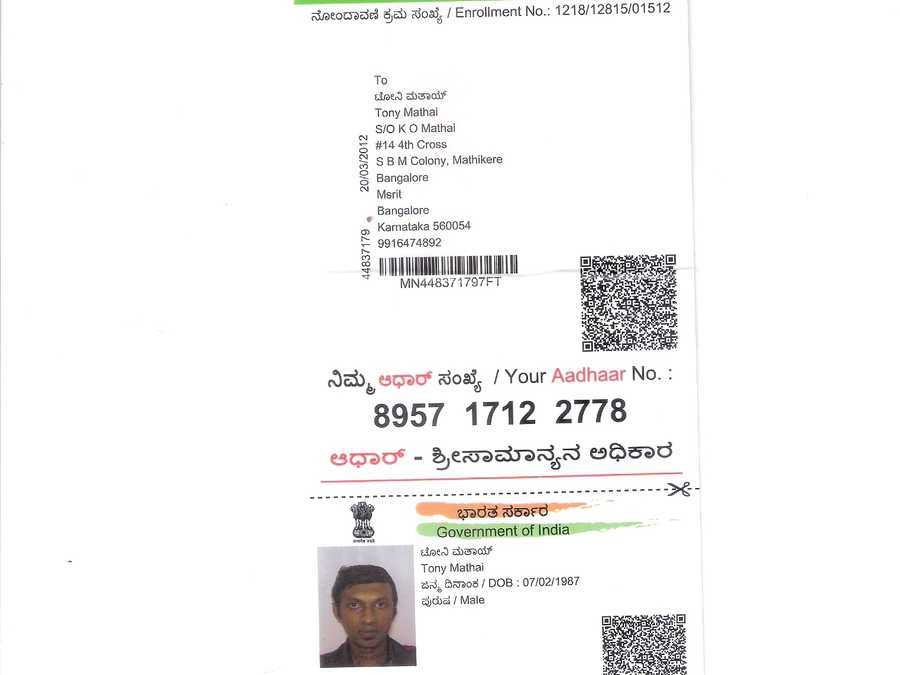 ನೋಂದಾವಣಿ ಕ್ರಮ ಸಂಖ್ಯೆ / Enrollment No.: 1218/12815/01512
To
ಟೋನಿ ಮತಾಯ್
Tony Mathai
S/O K O Mathai
#14 4th Cross
S B M Colony, Mathikere
Bangalore
Msrit
Bangalore
Karnataka 560054
9916474892
20/03/2012
44837179
MN448371797FT
ನಿಮ್ಮ ಆಧಾರ್ ಸಂಖ್ಯೆ / Your Aadhaar No. :
8957 1712 2778
ಆಧಾರ್ - ಶ್ರೀಸಾಮಾನ್ಯನ ಅಧಿಕಾರ
ಭಾರತ ಸರ್ಕಾರ
Government of India
ಟೋನಿ ಮತಾಯ್
Tony Mathai
ಜನ್ಮ ದಿನಾಂಕ / DOB : 07/02/1987
ಪುರುಷ / Male